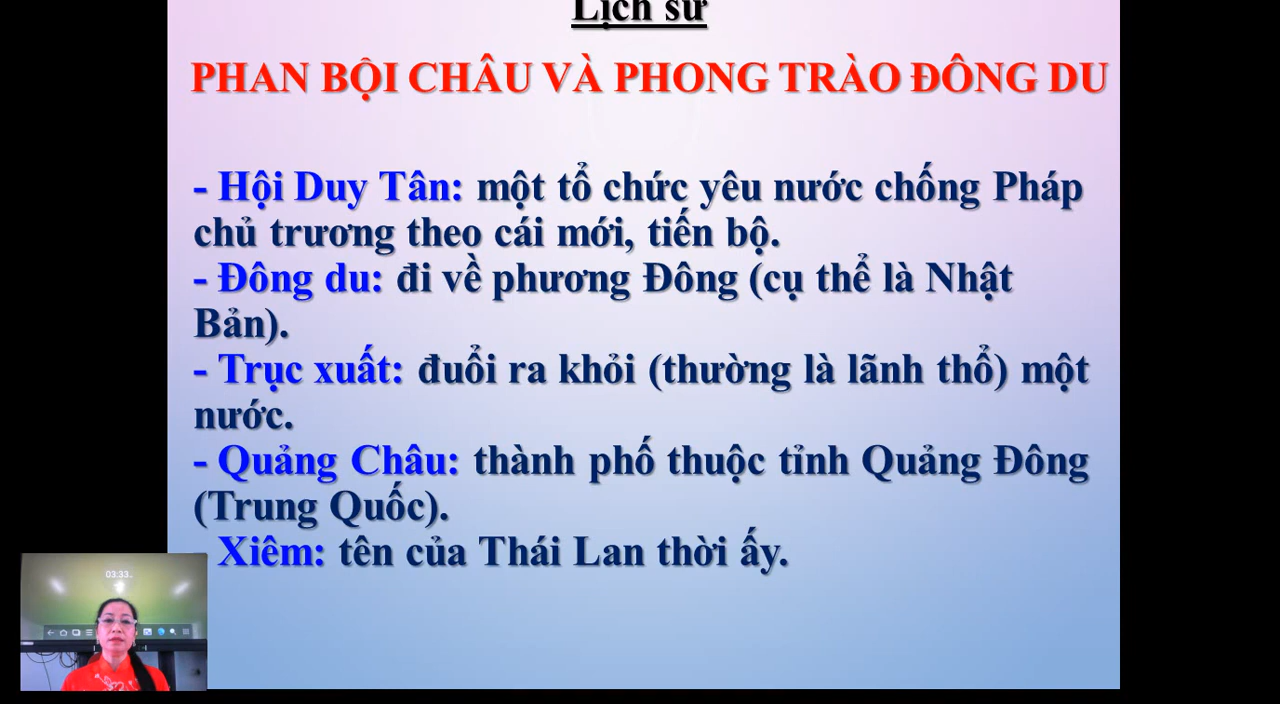 Lịch sử
PHAN BỘI CHÂU VÀ PHONG TRÀO ĐÔNG DU
- Hội Duy Tân: một tổ chức yêu nước chống Pháp
chủ trương theo cái mới, tiến bộ.
- Đông du: đi về phương Đông (cụ thể là Nhật
Bản).
- Trục xuất: đuổi ra khỏi (thường là lãnh thổ) một
nước.
- Quảng Châu: thành phố thuộc tỉnh Quảng Đông
(Trung Quốc).
Xiêm: tên của Thái Lan thời ấy.
03:33